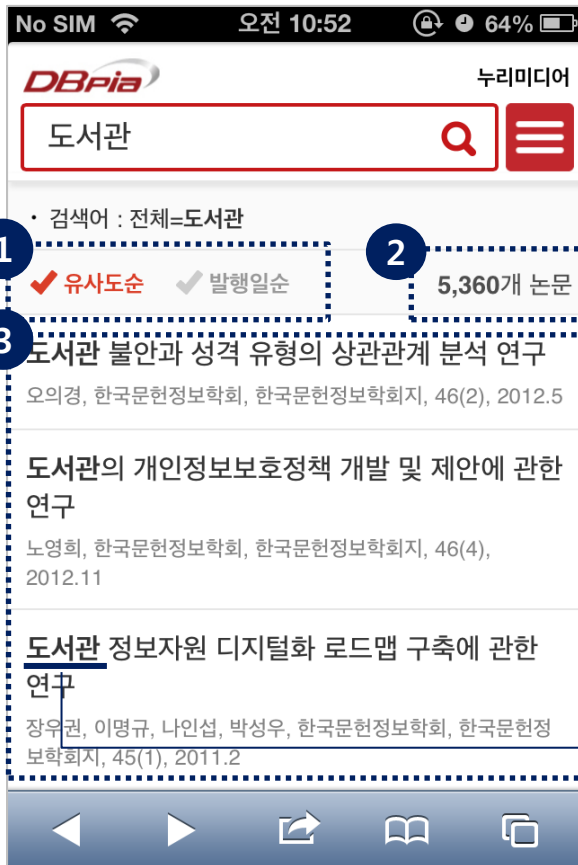 No SIM 오전 10:52 64%
DBpia 누리미디어
도서관
· 검색어 : 전체=도서관
1 2
유사도순 발행일순 5,360개 논문
3
도서관 불안과 성격 유형의 상관관계 분석 연구
오의경, 한국문헌정보학회, 한국문헌정보학회지, 46(2), 2012.5
도서관의 개인정보보호정책 개발 및 제안에 관한
연구
노영희, 한국문헌정보학회, 한국문헌정보학회지, 46(4),
2012.11
도서관 정보자원 디지털화 로드맵 구축에 관한
연구
장우권, 이명규, 나인섭, 박성우, 한국문헌정보학회, 한국문헌정
보학회지, 45(1), 2011.2